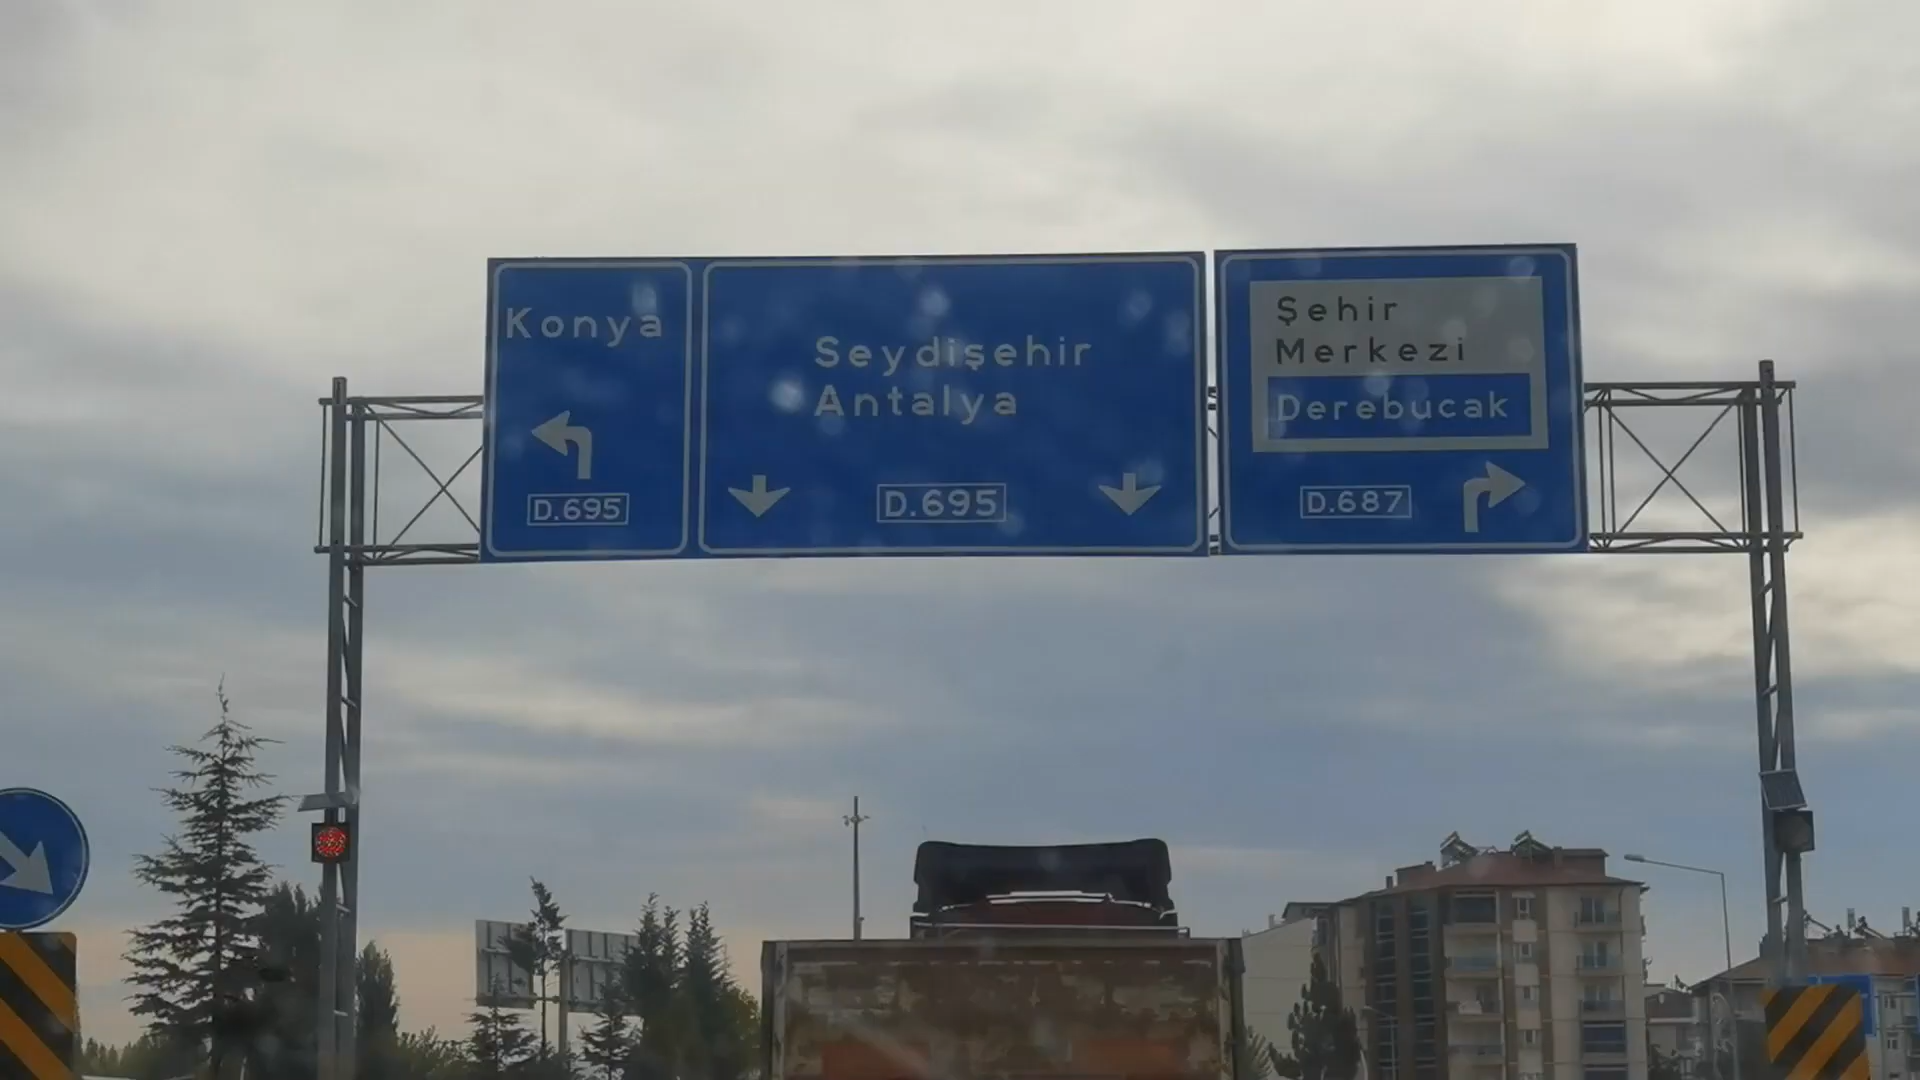 Konya
D.695
Seydişehir
Antalya
D.695
Şehir
Merkezi
Derebucak
D.687